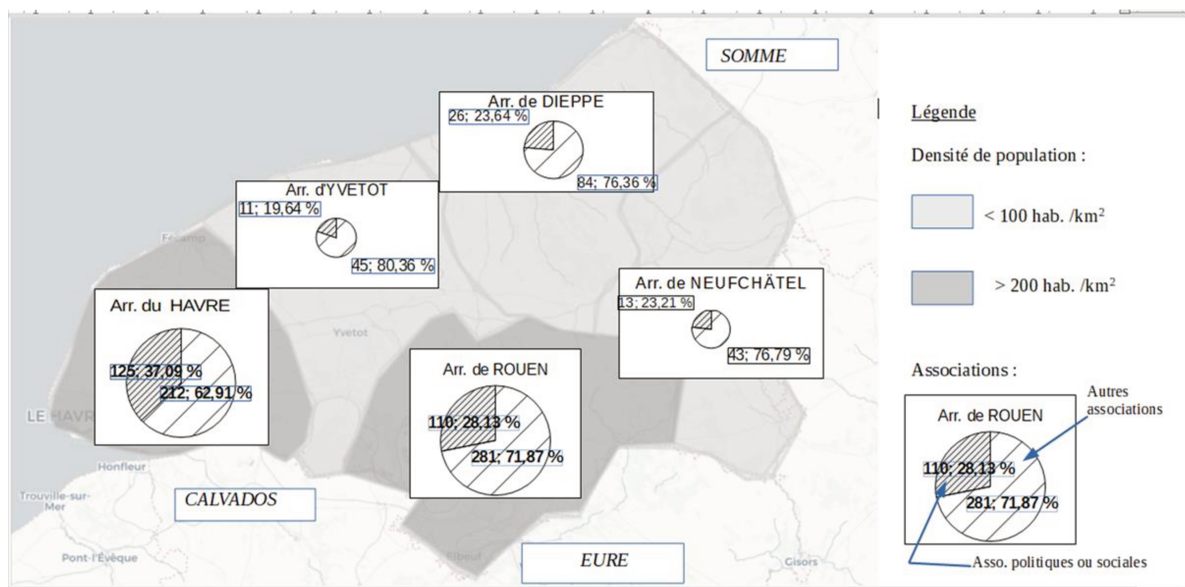 SOMME
Arr. de DIEPPE
26; 23,64 %
84; 76,36 %
Arr. d'YVETOT
11; 19,64 %
45; 80,36 %
Fécamp
Arr. de NEUFCHÄTEL
13; 23,21 %
43; 76,79 %
Arr. du HAVRE
125; 37,09 %
212; 62,91 %
Yvetot
Arr. de ROUEN
110; 28,13 %
281; 71,87 %
LE HAVRE
Honfleur
Trouville-sur-
Mer
CALVADOS
Pont-l'Évêque
Elbeuf
EURE
Gisors
Légende
Densité de population :
< 100 hab. /km²
> 200 hab. /km²
Associations :
Autres
associations
Arr. de ROUEN
110; 28,13 %
281; 71,87 %
Asso. politiques ou sociales